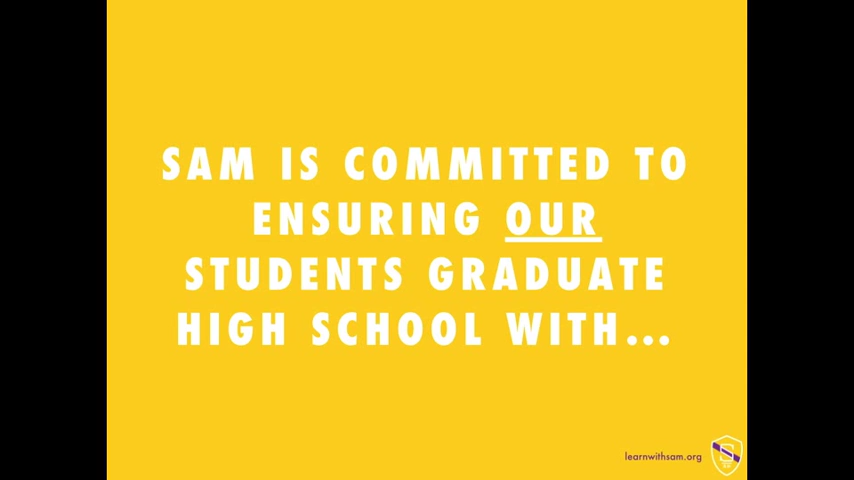 SAM IS COMMITTED TO
ENSURING OUR
STUDENTS GRADUATE
HIGH SCHOOL WITH...
learnwithsam.org